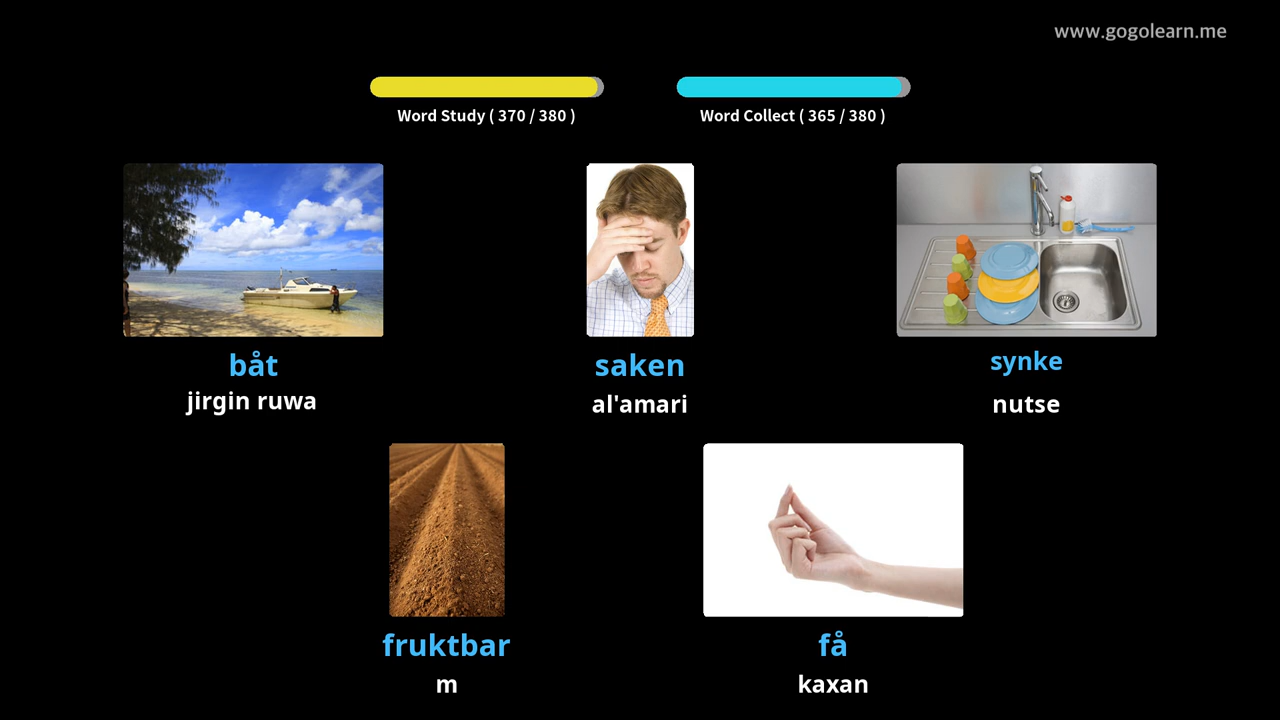 www.gogolearn.me
Word Study ( 370 / 380 )
Word Collect ( 365 / 380 )
båt
jirgin ruwa
saken
al'amari
synke
nutse
fruktbar
m
få
kaxan